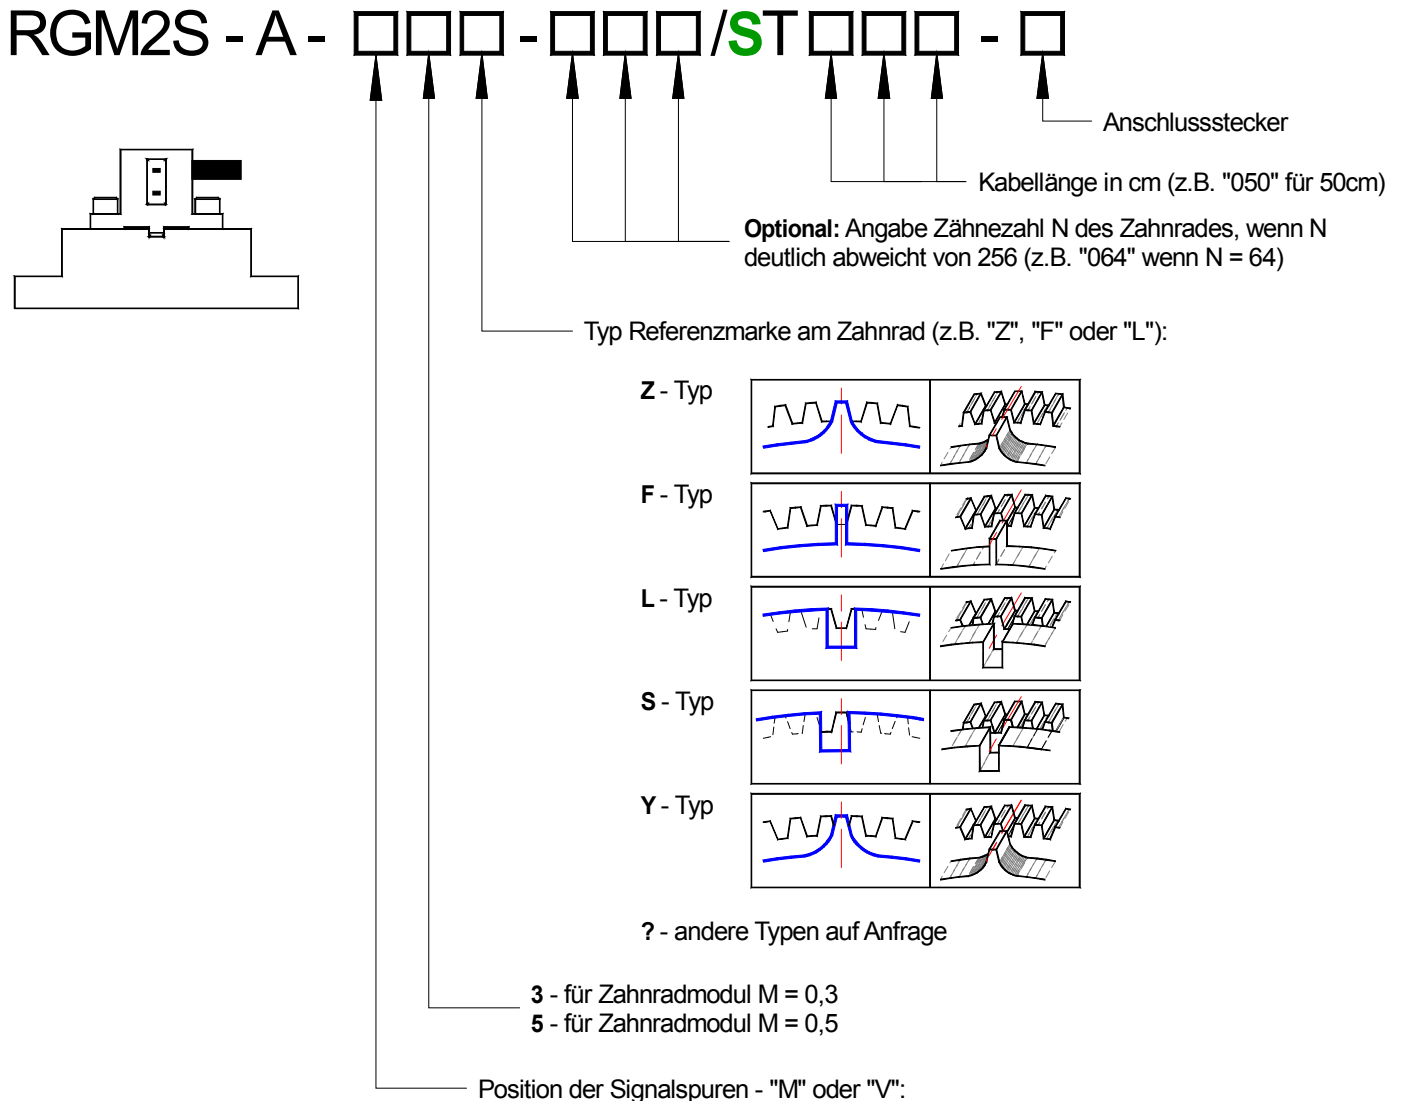 RGM2S - A - □□□ - □□□ /ST □□□ - □
Anschlussstecker
Kabellänge in cm (z.B. "050" für 50cm)
Optional: Angabe Zähnezahl N des Zahnrades, wenn N
deutlich abweicht von 256 (z.B. "064" wenn N = 64)
Typ Referenzmarke am Zahnrad (z.B. "Z", "F" oder "L"):
Z - Typ
F - Typ
L - Typ
S - Typ
Y - Typ
? - andere Typen auf Anfrage
3 - für Zahnradmodul M = 0,3
5 - für Zahnradmodul M = 0,5
Position der Signalspuren - "M" oder "V":